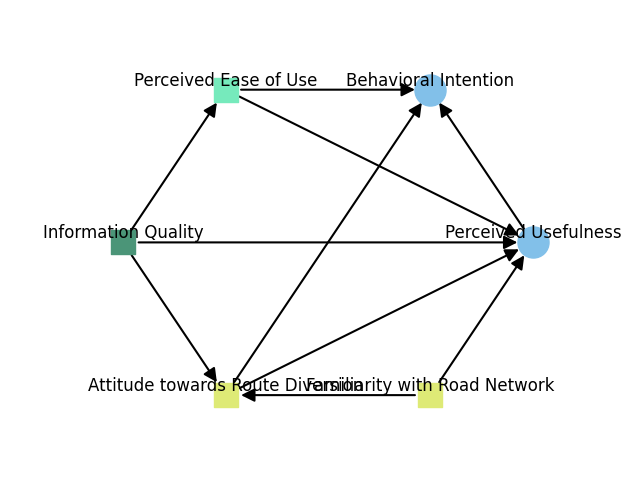 Perceived Ease of Use
Behavioral Intention
Information Quality
Perceived Usefulness
Attitude towards Route Diversion
Familiarity with Road Network